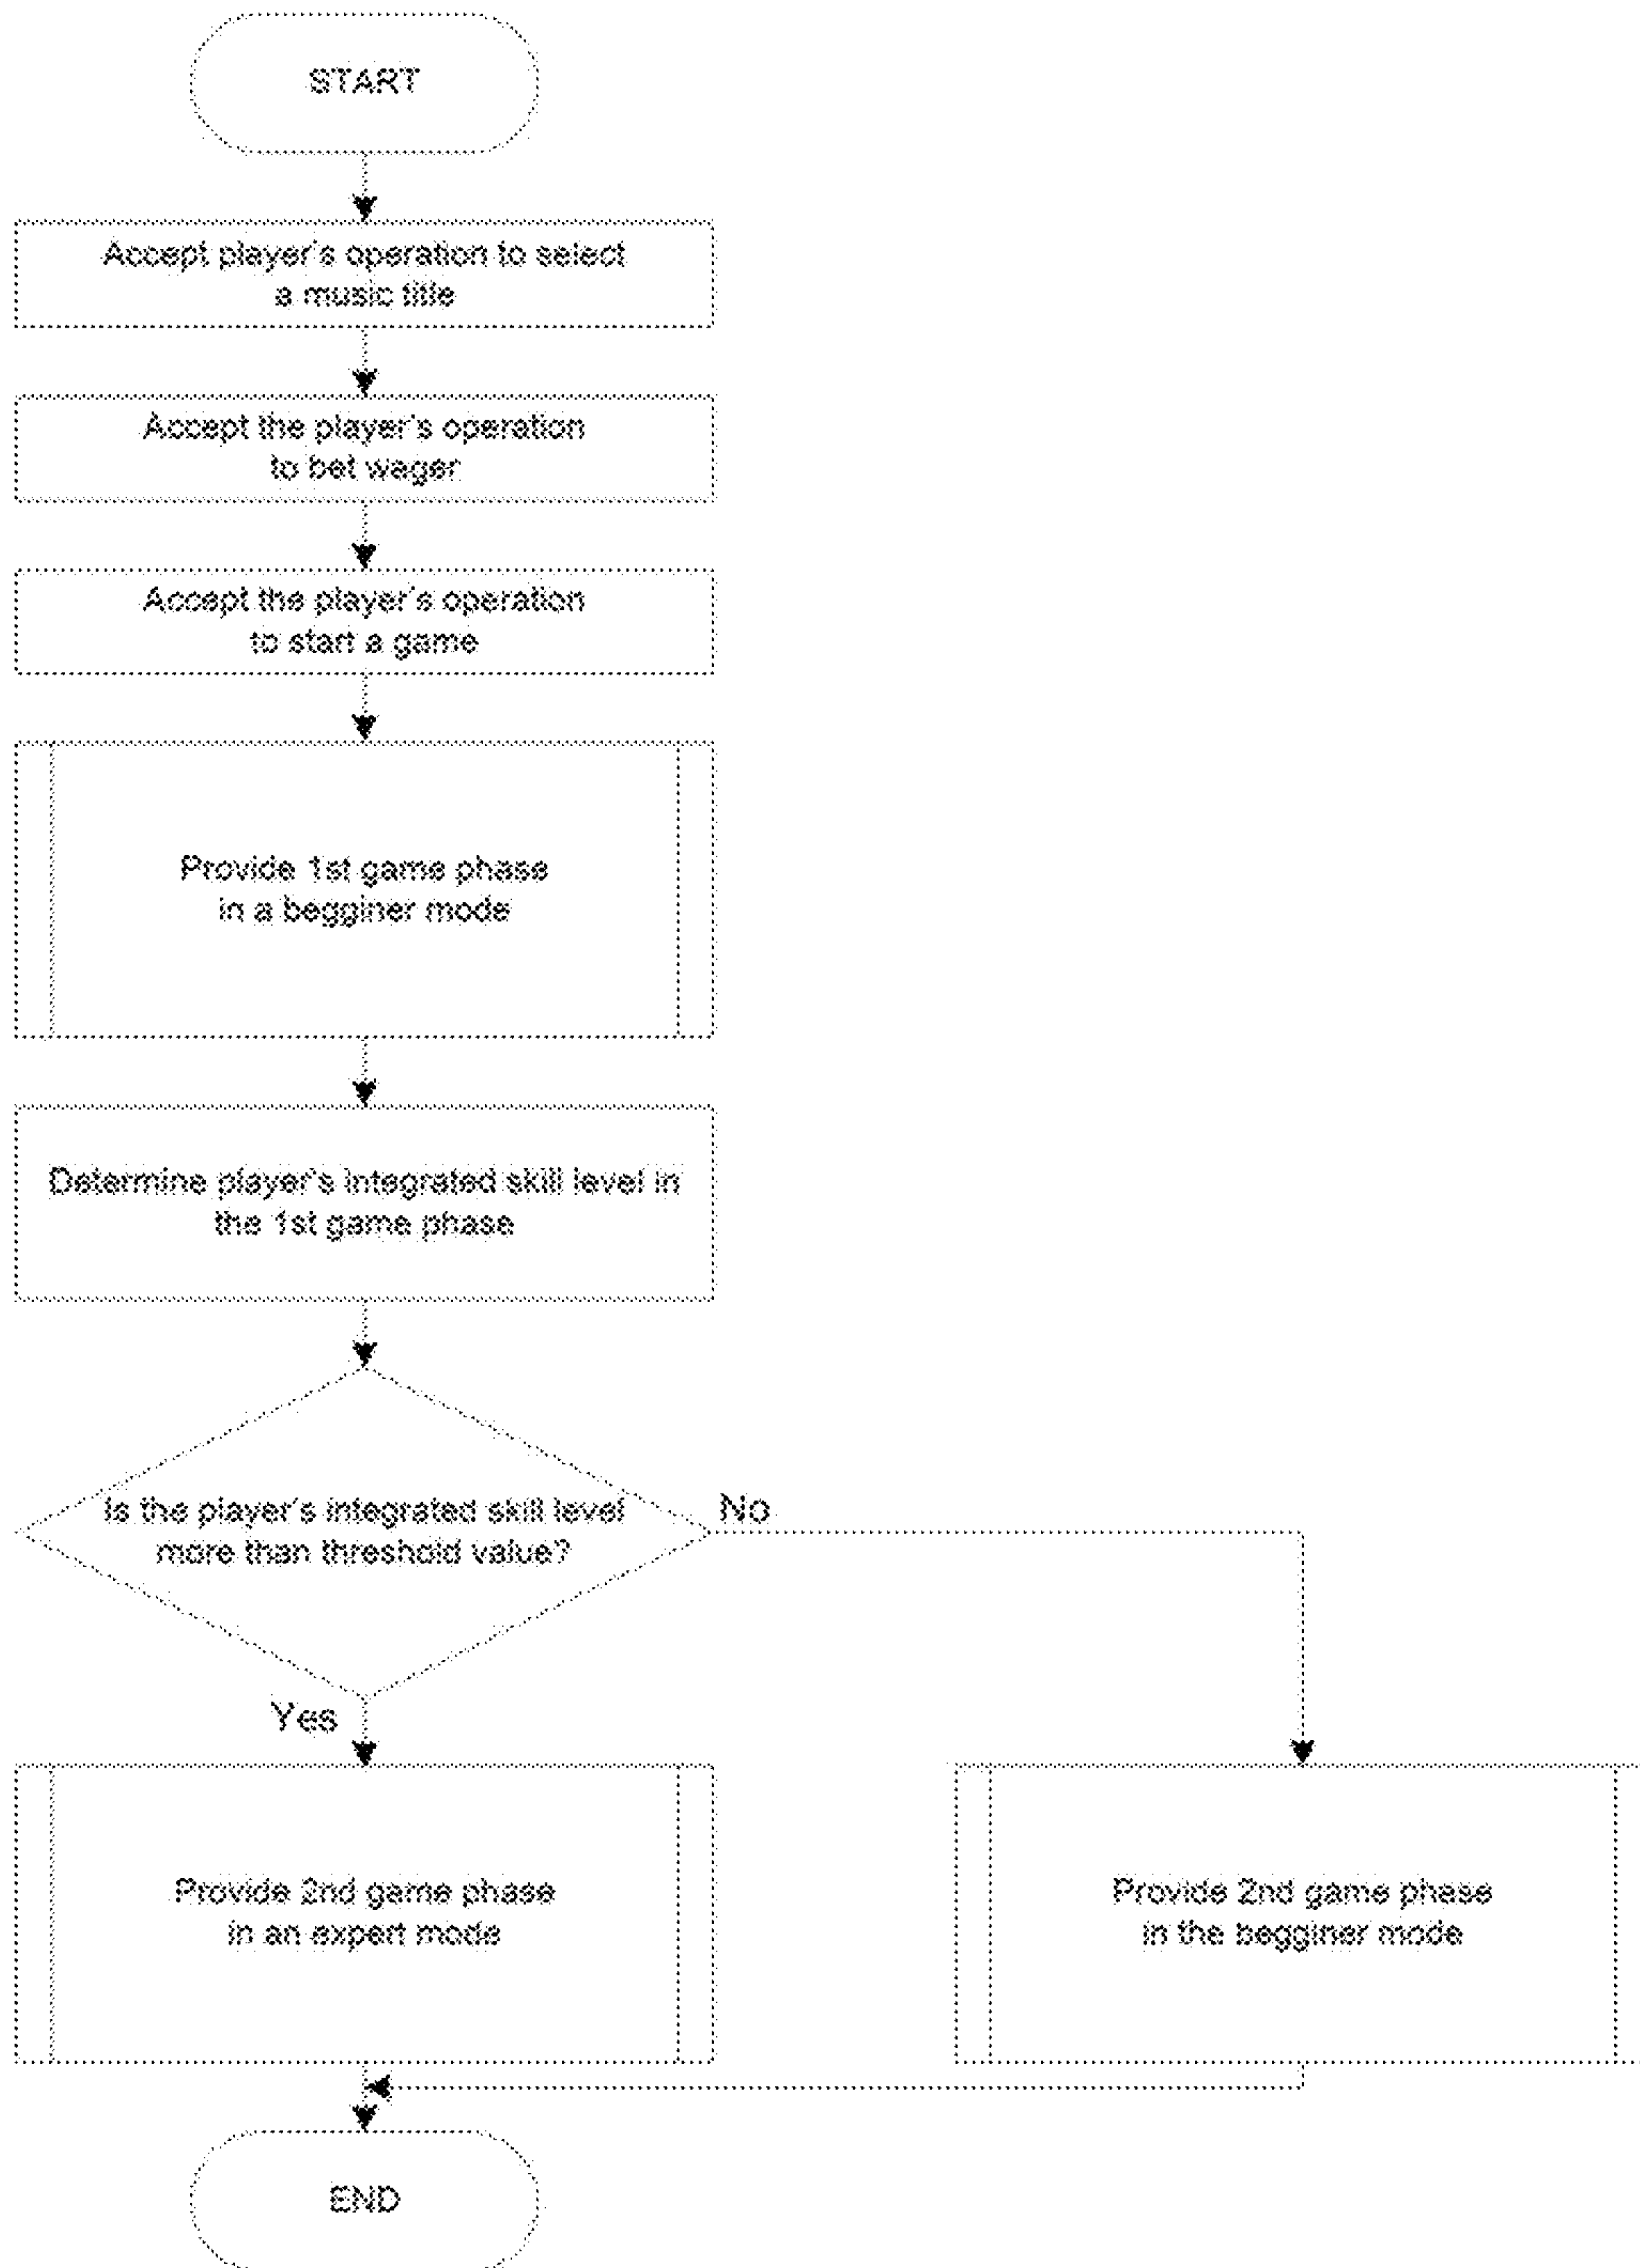 START
Accept player's operation to select
a music title
Accept the player's operation
to bet wager
Accept the player's operation
to start a game
Provide 1st game phase
in a begginer mode
Determine player's integrated skill level in
the 1st game phase
Is the player's integrated skill level
more than threshold value?
No
Yes
Provide 2nd game phase
in an expert mode
Provide 2nd game phase
in the begginer mode
END